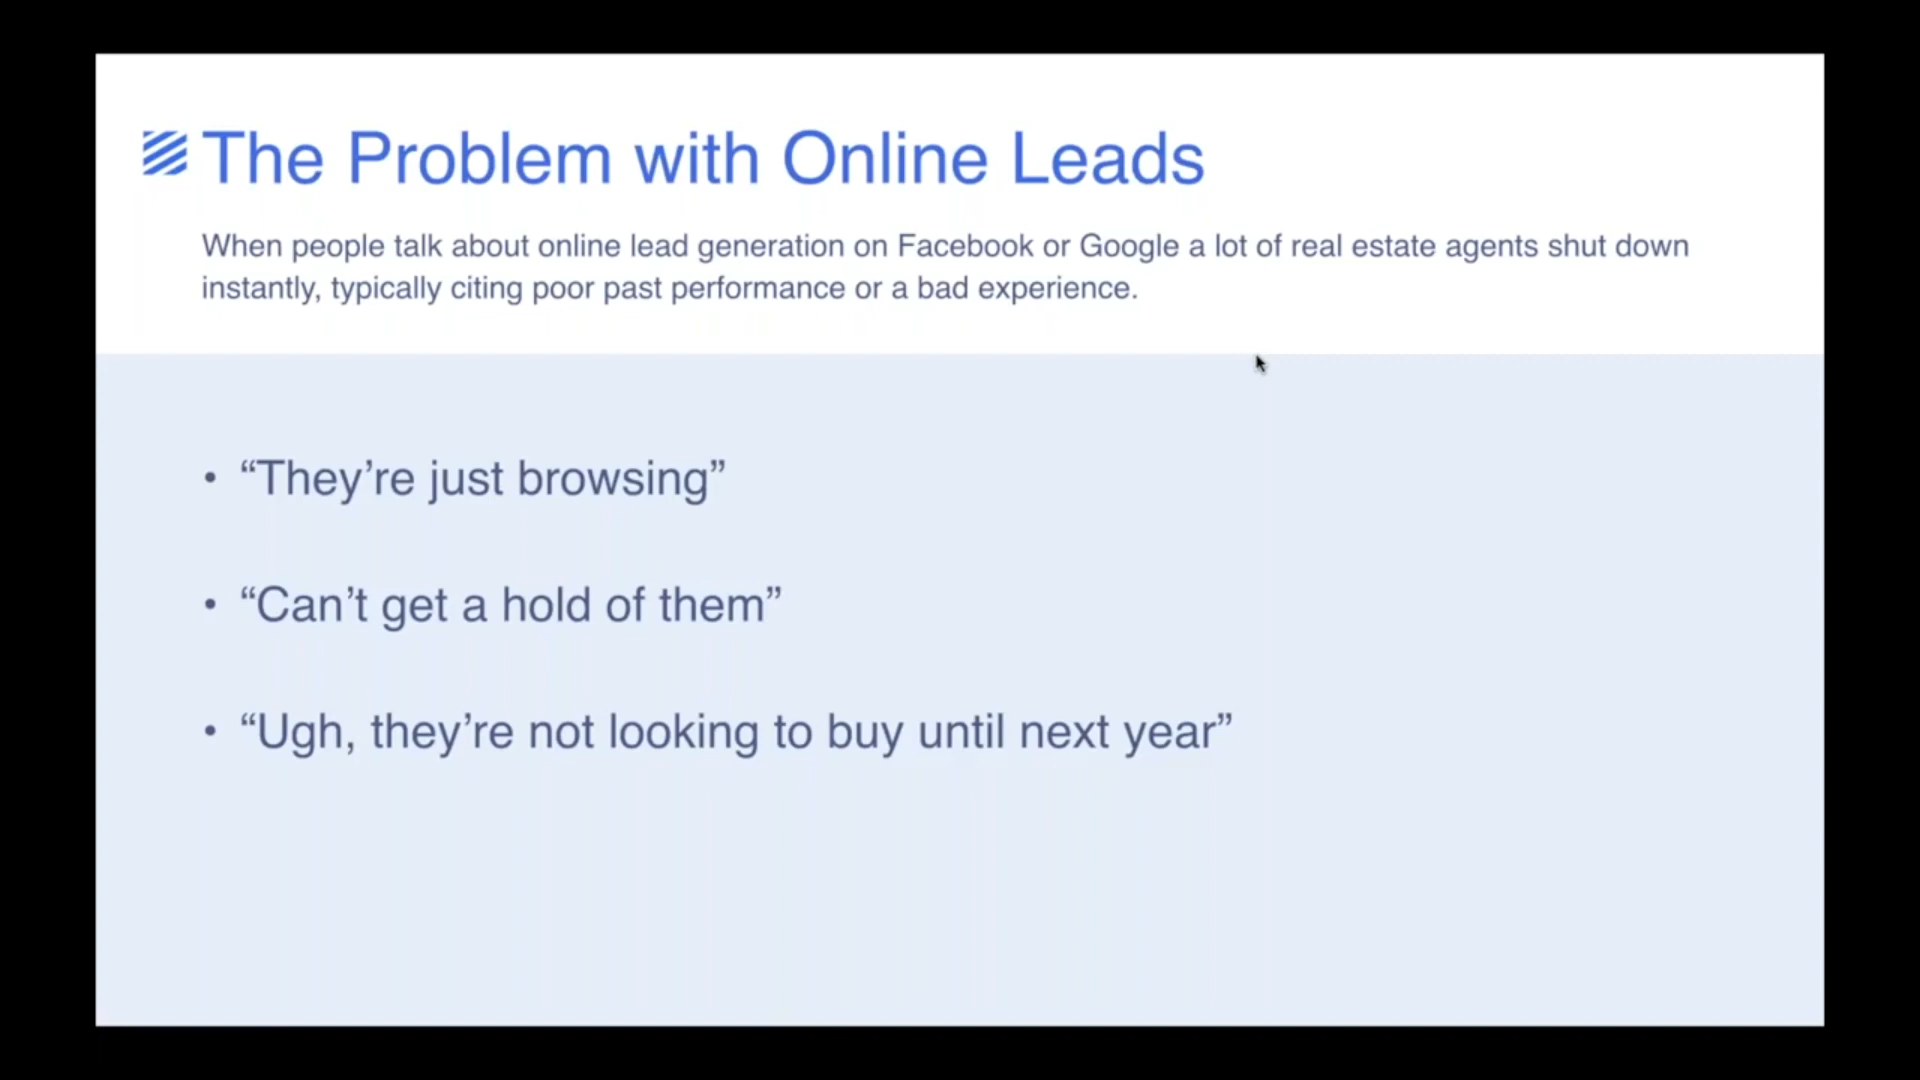 The Problem with Online Leads
When people talk about online lead generation on Facebook or Google a lot of real estate agents shut down
instantly, typically citing poor past performance or a bad experience.
• “They’re just browsing”
• “Can’t get a hold of them”
• “Ugh, they’re not looking to buy until next year”